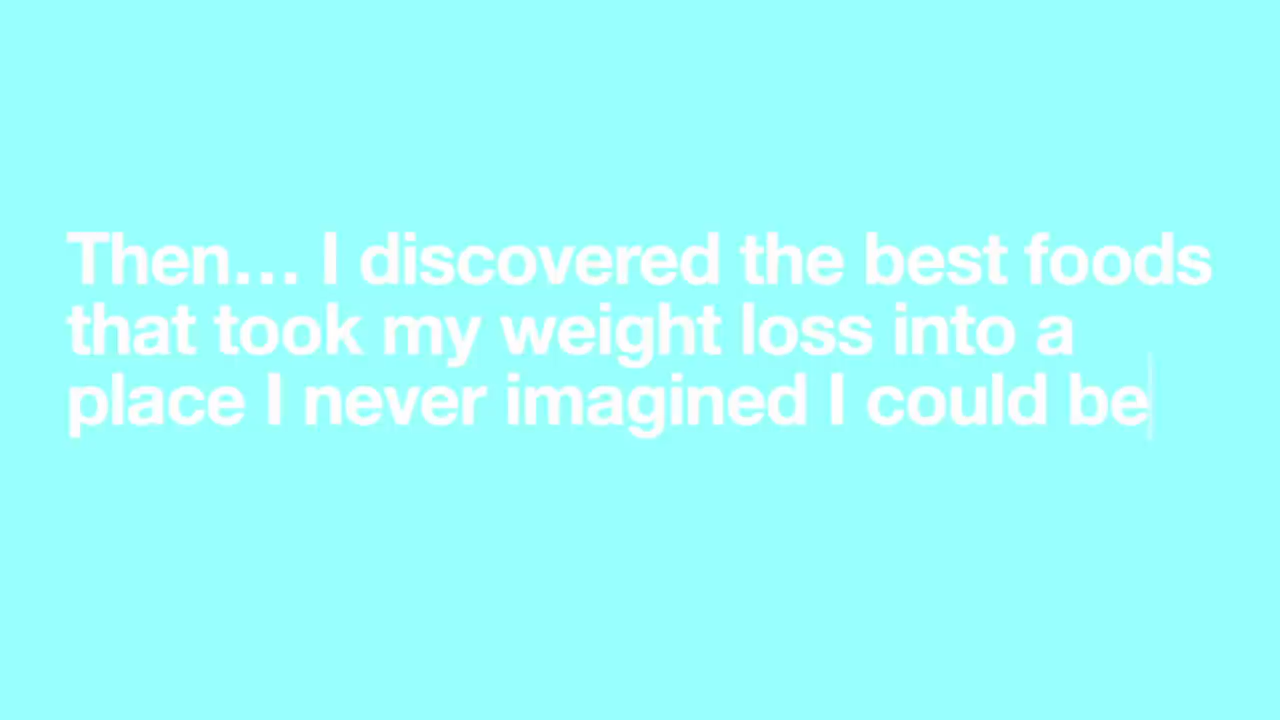 Then… I discovered the best foods
that took my weight loss into a
place I never imagined I could be